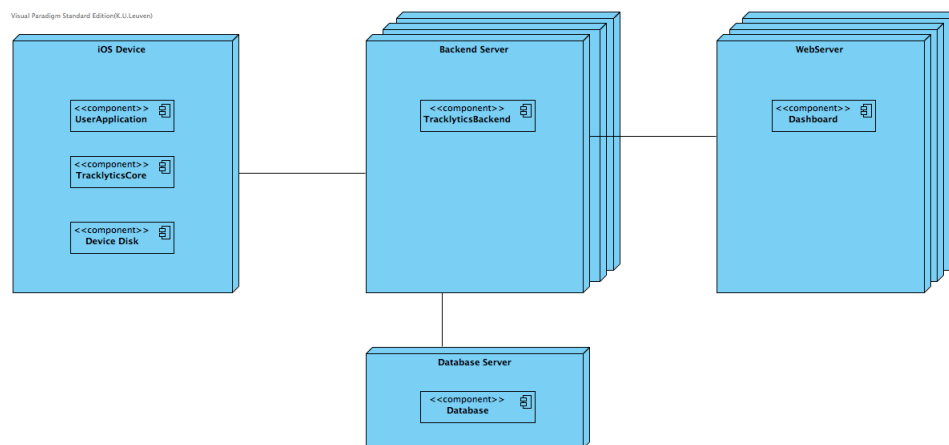 Visual Paradigm Standard Edition(K.U.Leuven)
iOS Device
<<component>>
UserApplication
<<component>>
TracklyticsCore
<<component>>
Device Disk
Backend Server
<<component>>
TracklyticsBackend
WebServer
<<component>>
Dashboard
Database Server
<<component>>
Database